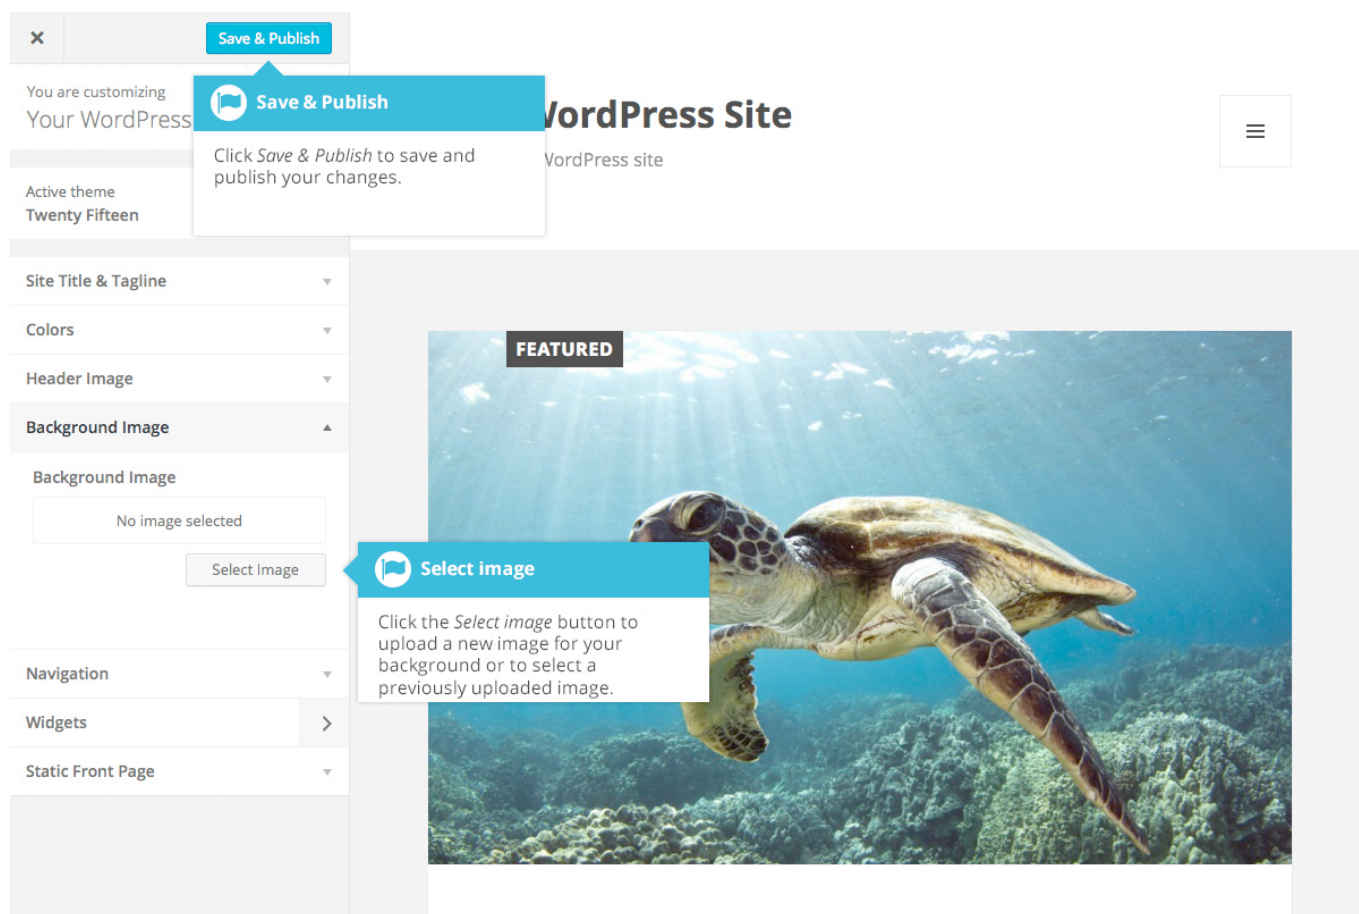 Save & Publish
You are customizing
Your WordPress
Save & Publish
Click Save & Publish to save and
publish your changes.
WordPress Site
WordPress site
Active theme
Twenty Fifteen
Site Title & Tagline
Colors
Header Image
Background Image
Background Image
No image selected
Select Image
Navigation
Widgets
Static Front Page
FEATURED
Select image
Click the Select image button to
upload a new image for your
background or to select a
previously uploaded image.